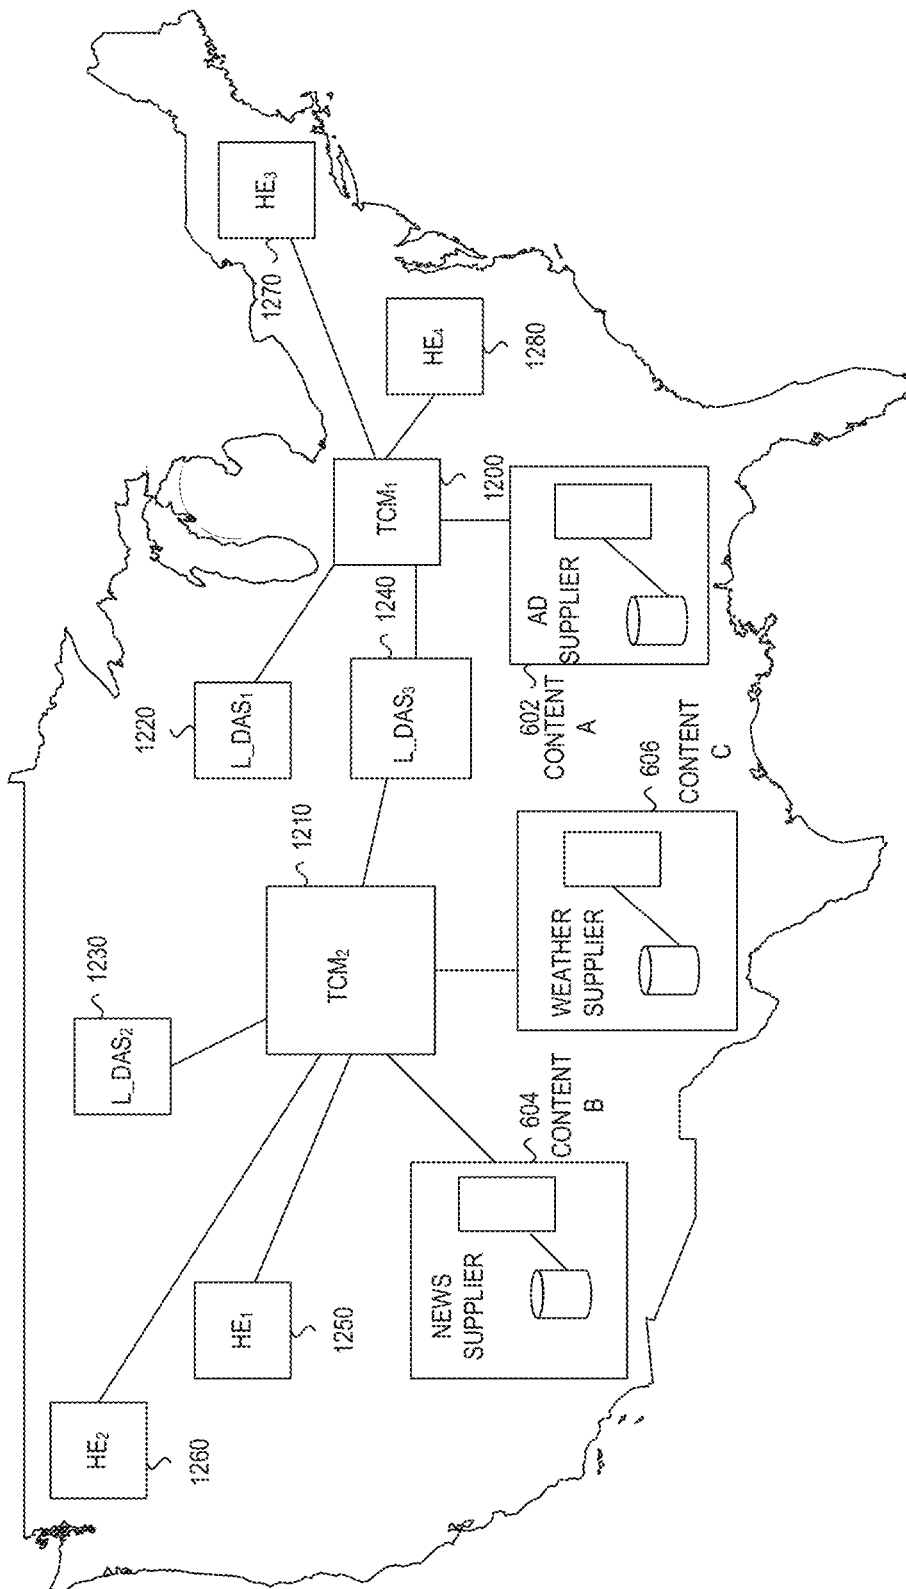 HE₂
1260
HE₁
1250
L_DAS₂
1230
TCM₂
1210
NEWS
SUPPLIER
604
CONTENT
B
WEATHER
SUPPLIER
606
CONTENT
C
L_DAS₁
1220
L_DAS₃
1240
TCM₁
1200
AD
SUPPLIER
602
CONTENT
A
HE₃
1270
HE₄
1280